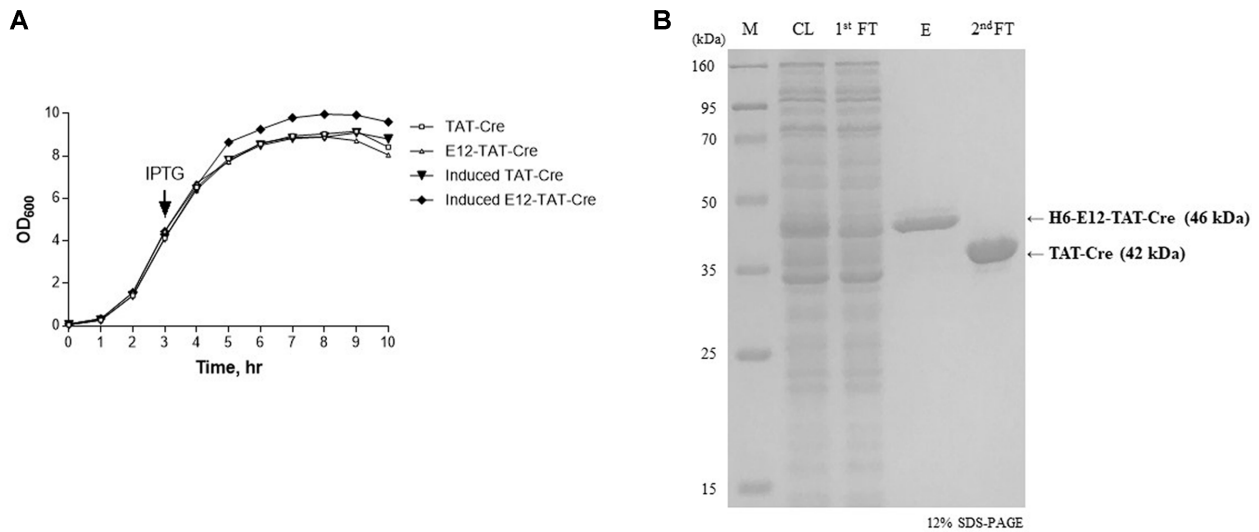 A
10
8
6
4
2
0
OD600
IPTG
0 1 2 3 4 5 6 7 8 9 10
Time, hr
TAT-Cre
E12-TAT-Cre
Induced TAT-Cre
Induced E12-TAT-Cre
B
(kDa) M CL 1st FT E 2nd FT
160
95
70
50
35
25
15
← H6-E12-TAT-Cre (46 kDa)
← TAT-Cre (42 kDa)
12% SDS-PAGE